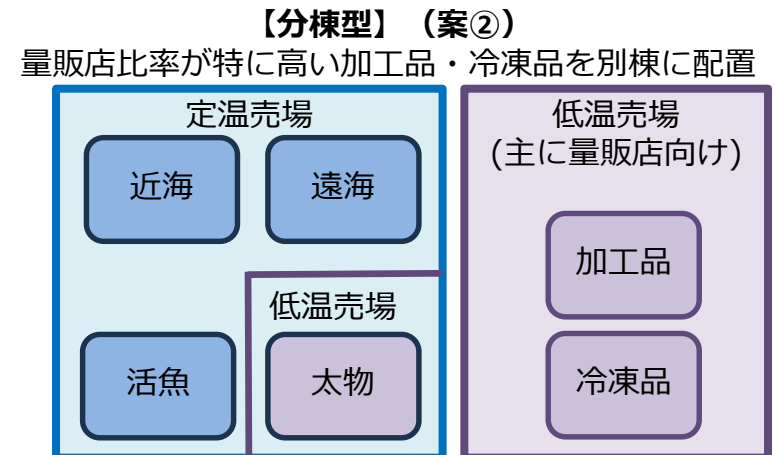 【分棟型】（案②）
量販店比率が特に高い加工品・冷凍品を別棟に配置
定温売場
近海
遠海
活魚
低温売場
太物
低温売場
(主に量販店向け)
加工品
冷凍品